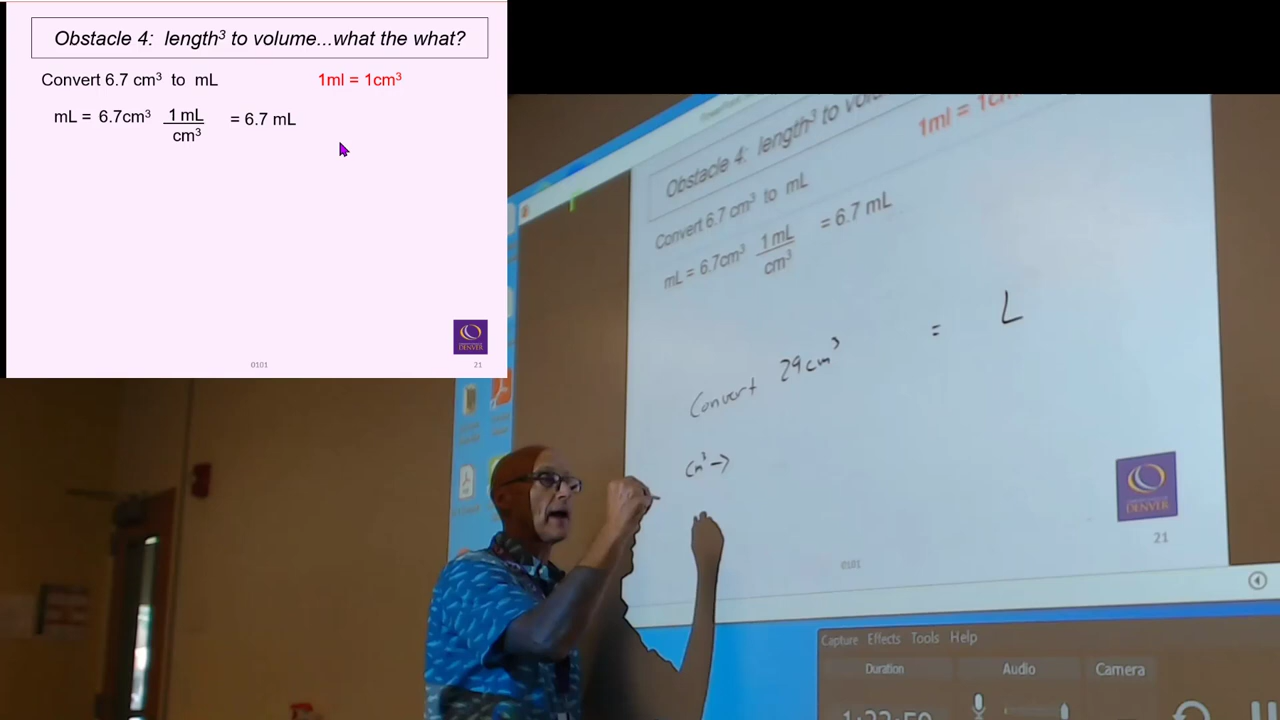 Obstacle 4: length³ to volume...what the what?
Convert 6.7 cm³ to mL 1ml = 1cm³
mL = 6.7cm³ 1 mL / cm³ = 6.7 mL
0101 21
Obstacle 4: length³ to
1ml = 1c
Convert 6.7 cm³ to mL
mL = 6.7cm³ 1 mL / cm³ = 6.7 mL
Convert 29cm³ = L
cm³ →
DENVER
0101 21
Capture Effects Tools Help
Duration Audio Camera